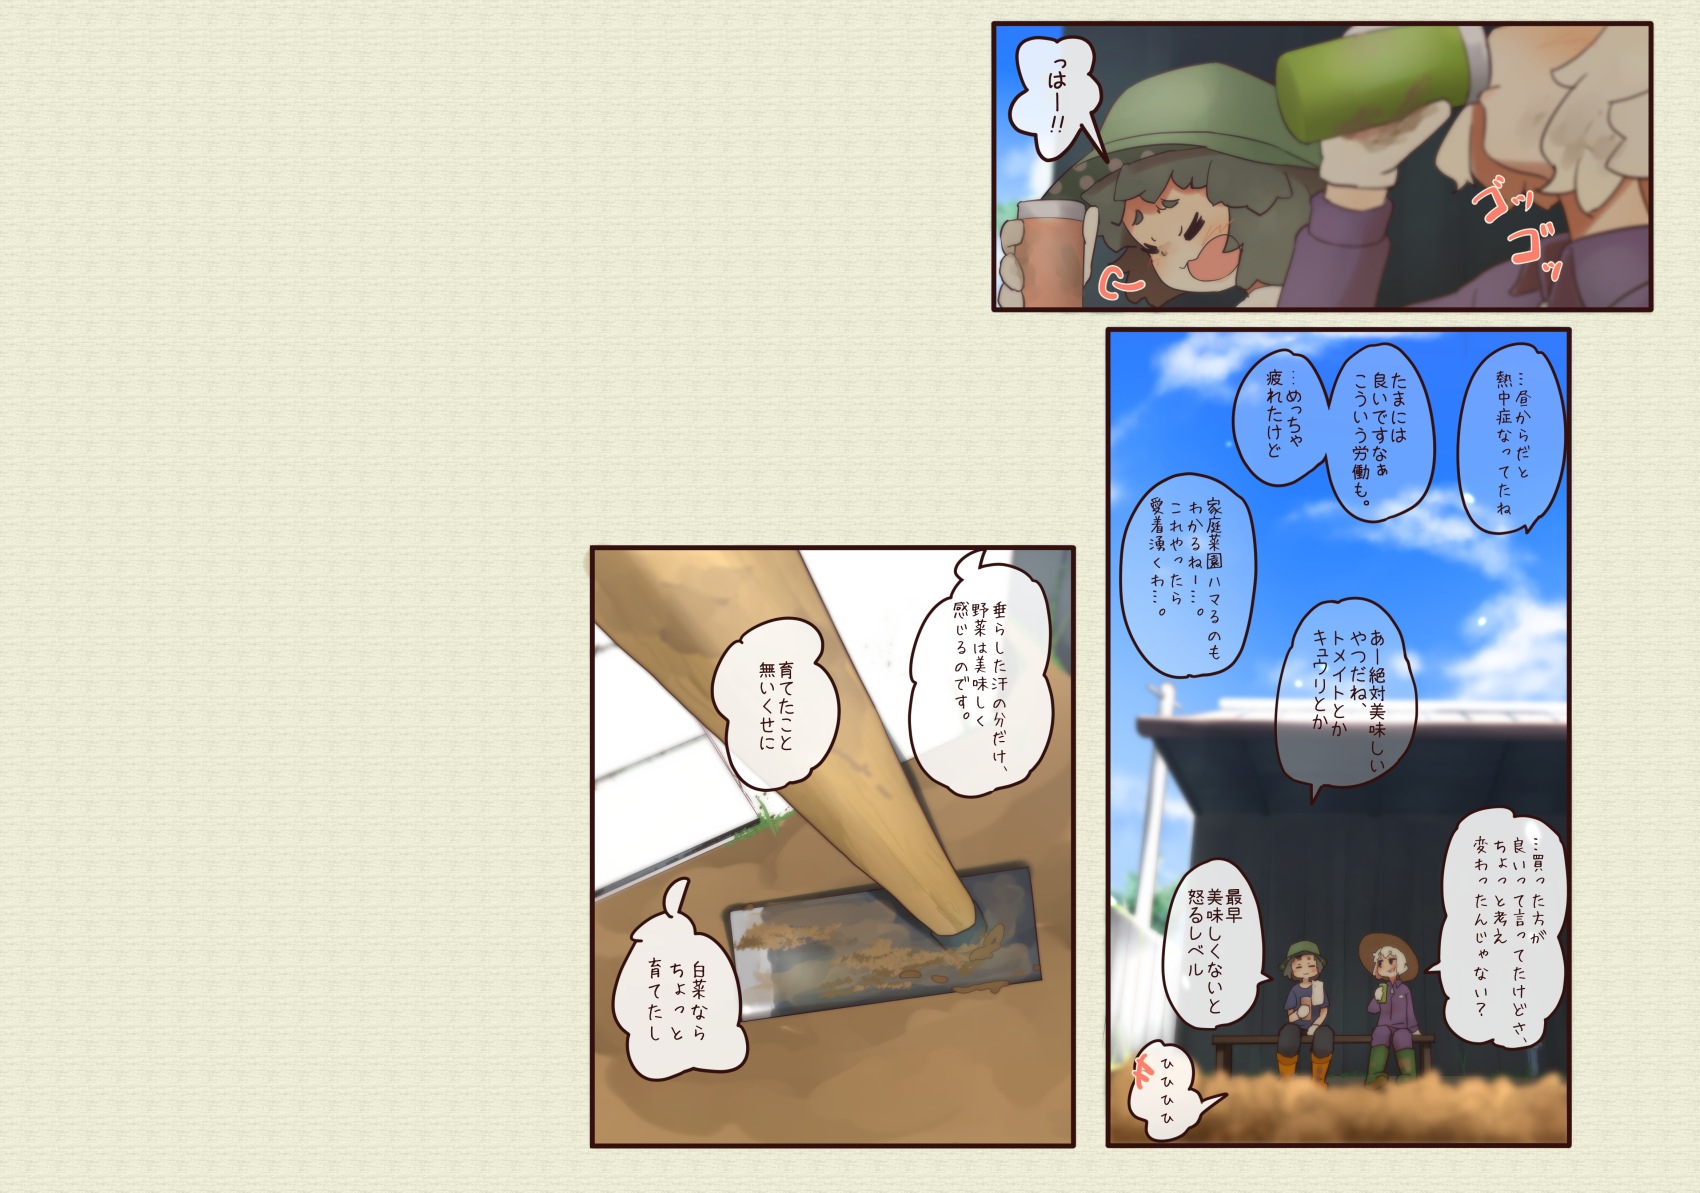 っはー!!
ゴッ
ゴッ
…昼からだと
熱中症なってたね
たまには
良いですなぁ
こういう労働も。
…めっちゃ
疲れたけど
家庭菜園ハマるのも
わかるねー…。
これやったら
愛着湧くわ…。
あー絶対美味しい
やつだね、
トメイトとか
キュウリとか
…買った方が
良いって言ってたけどさ、
ちょっと考え
変わったんじゃない?
最早
美味しくないと
怒るレベル
ひひひひ
垂らした汗の分だけ、
野菜は美味しく
感じるのです。
育てたこと
無いくせに
白菜なら
ちょっと
育てたし